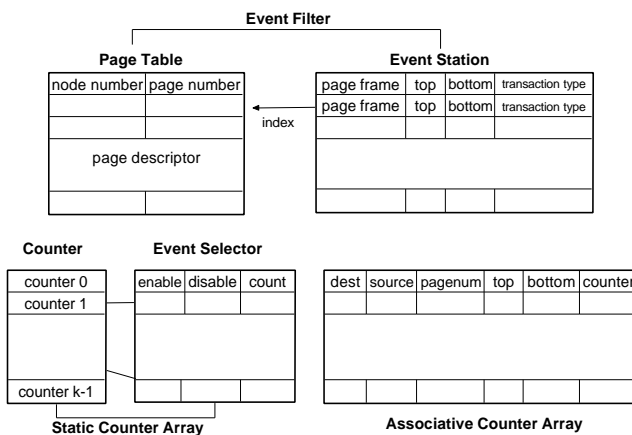 Event Filter
Page Table
Event Station
node number page number
page frame top bottom transaction type
page frame top bottom transaction type
index
page descriptor
Counter
Event Selector
counter 0
enable disable count
dest source pagenum top bottom counter
counter 1
counter k-1
Static Counter Array
Associative Counter Array